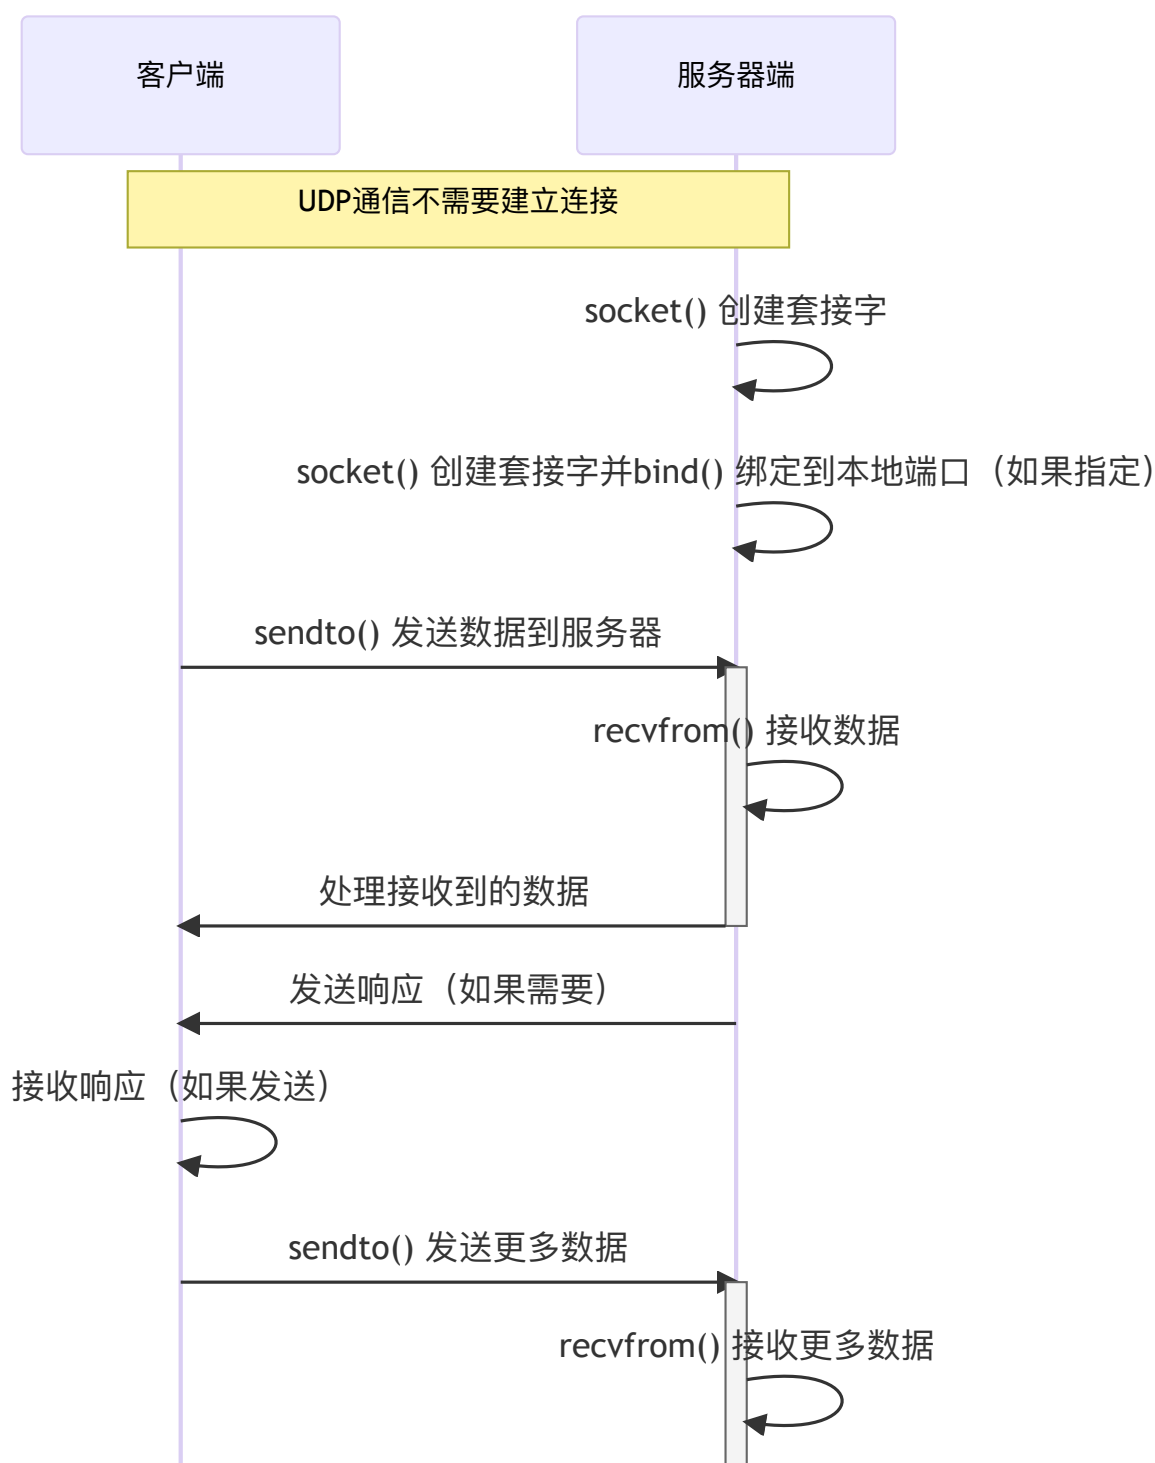 客户端
服务器端
UDP通信不需要建立连接
socket() 创建套接字
socket() 创建套接字并bind() 绑定到本地端口（如果指定）
sendto() 发送数据到服务器
recvfrom() 接收数据
处理接收到的数据
发送响应（如果需要）
接收响应（如果发送）
sendto() 发送更多数据
recvfrom() 接收更多数据